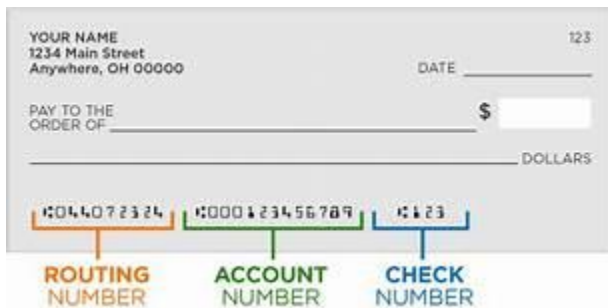 YOUR NAME
123
1234 Main Street
Anywhere, OH 00000
DATE
PAY TO THE
ORDER OF
$
DOLLARS
⑆044072324⑆ ⑆000123456789⑆ ⑆123
ROUTING NUMBER
ACCOUNT NUMBER
CHECK NUMBER